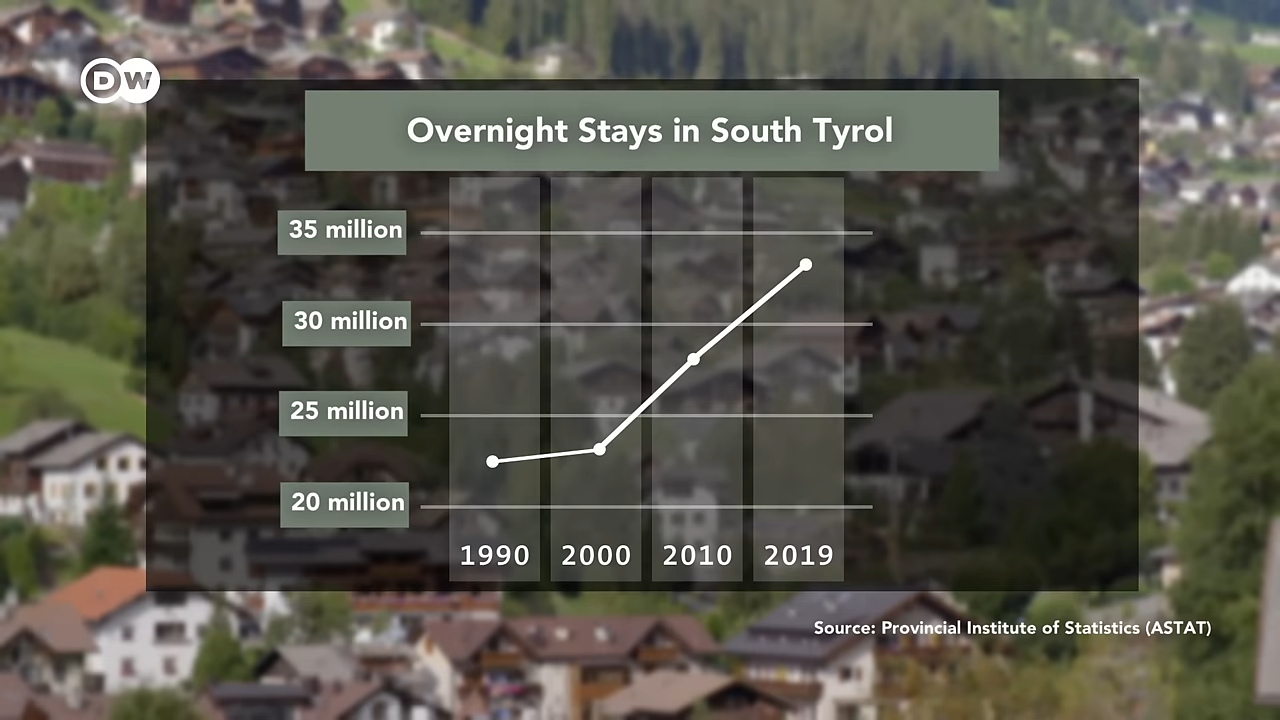 DW
Overnight Stays in South Tyrol
35 million
30 million
25 million
20 million
1990 2000 2010 2019
Source: Provincial Institute of Statistics (ASTAT)